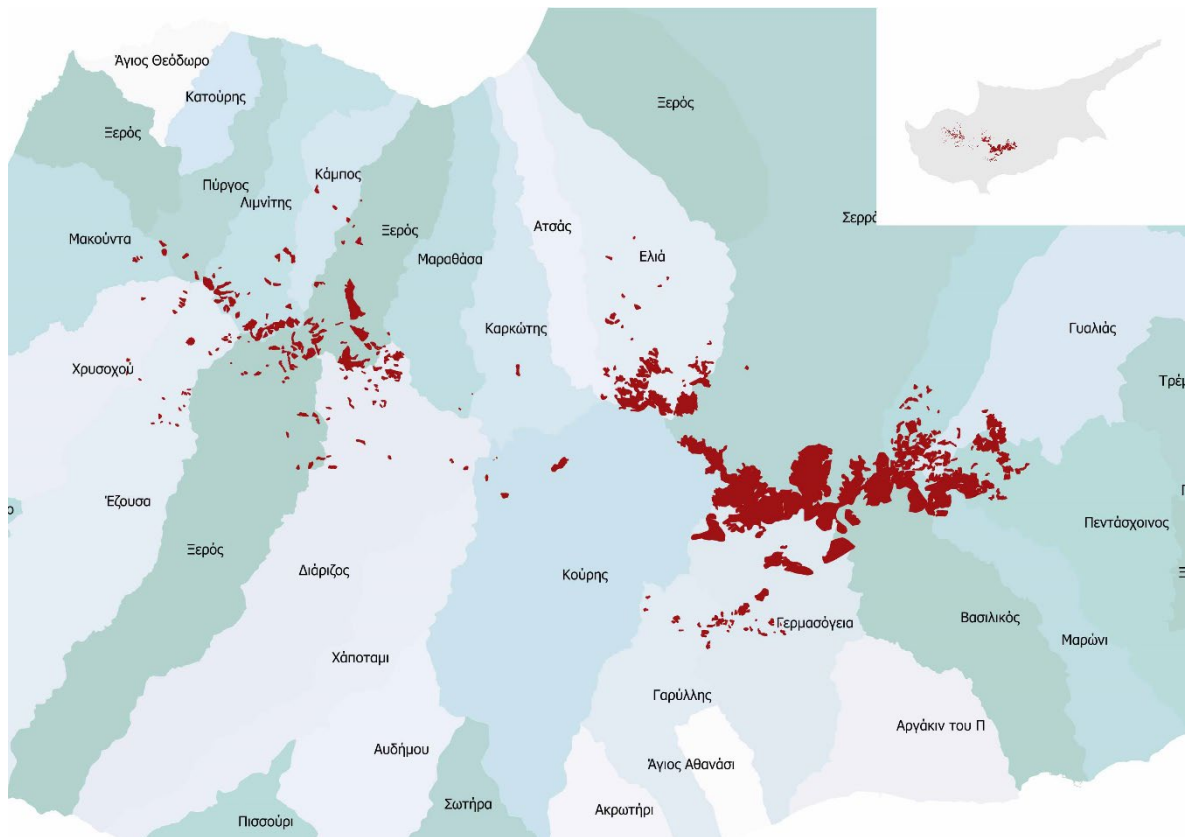 Άγιος Θεόδωρο
Κατούρης
Ξερός
Ξερός
Κάμπος
Πύργος
Λιμνίτης
Σερρά
Ατσάς
Ξερός
Μακούντα
Μαραθάσα
Ελιά
Καρκώτης
Γυαλιάς
Χρυσοχού
Τρέμ
Έζουσα
ο
Πεντάσχοινος
Ξερός
Διάριζος
Κούρης
Βασιλικός
Γερμασόγεια
Μαρώνι
Χάποταμι
Γαρύλλης
Αργάκιν του Π
Αυδήμου
Άγιος Αθανάσι
Σωτήρα
Ακρωτήρι
Πισσούρι